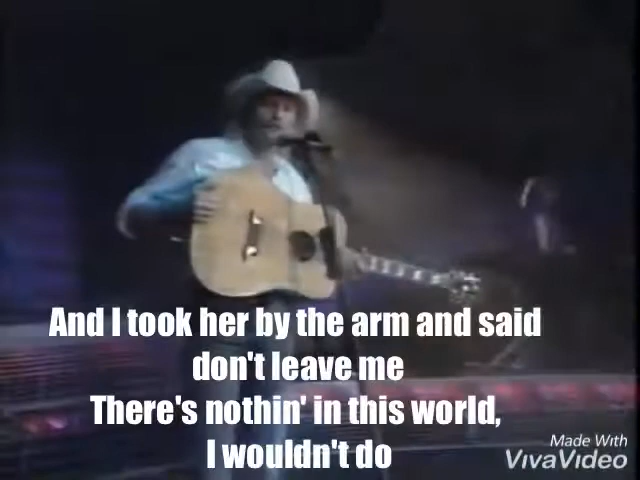 And I took her by the arm and said
don't leave me
There's nothin' in this world,
I wouldn't do
Made With
VivaVideo